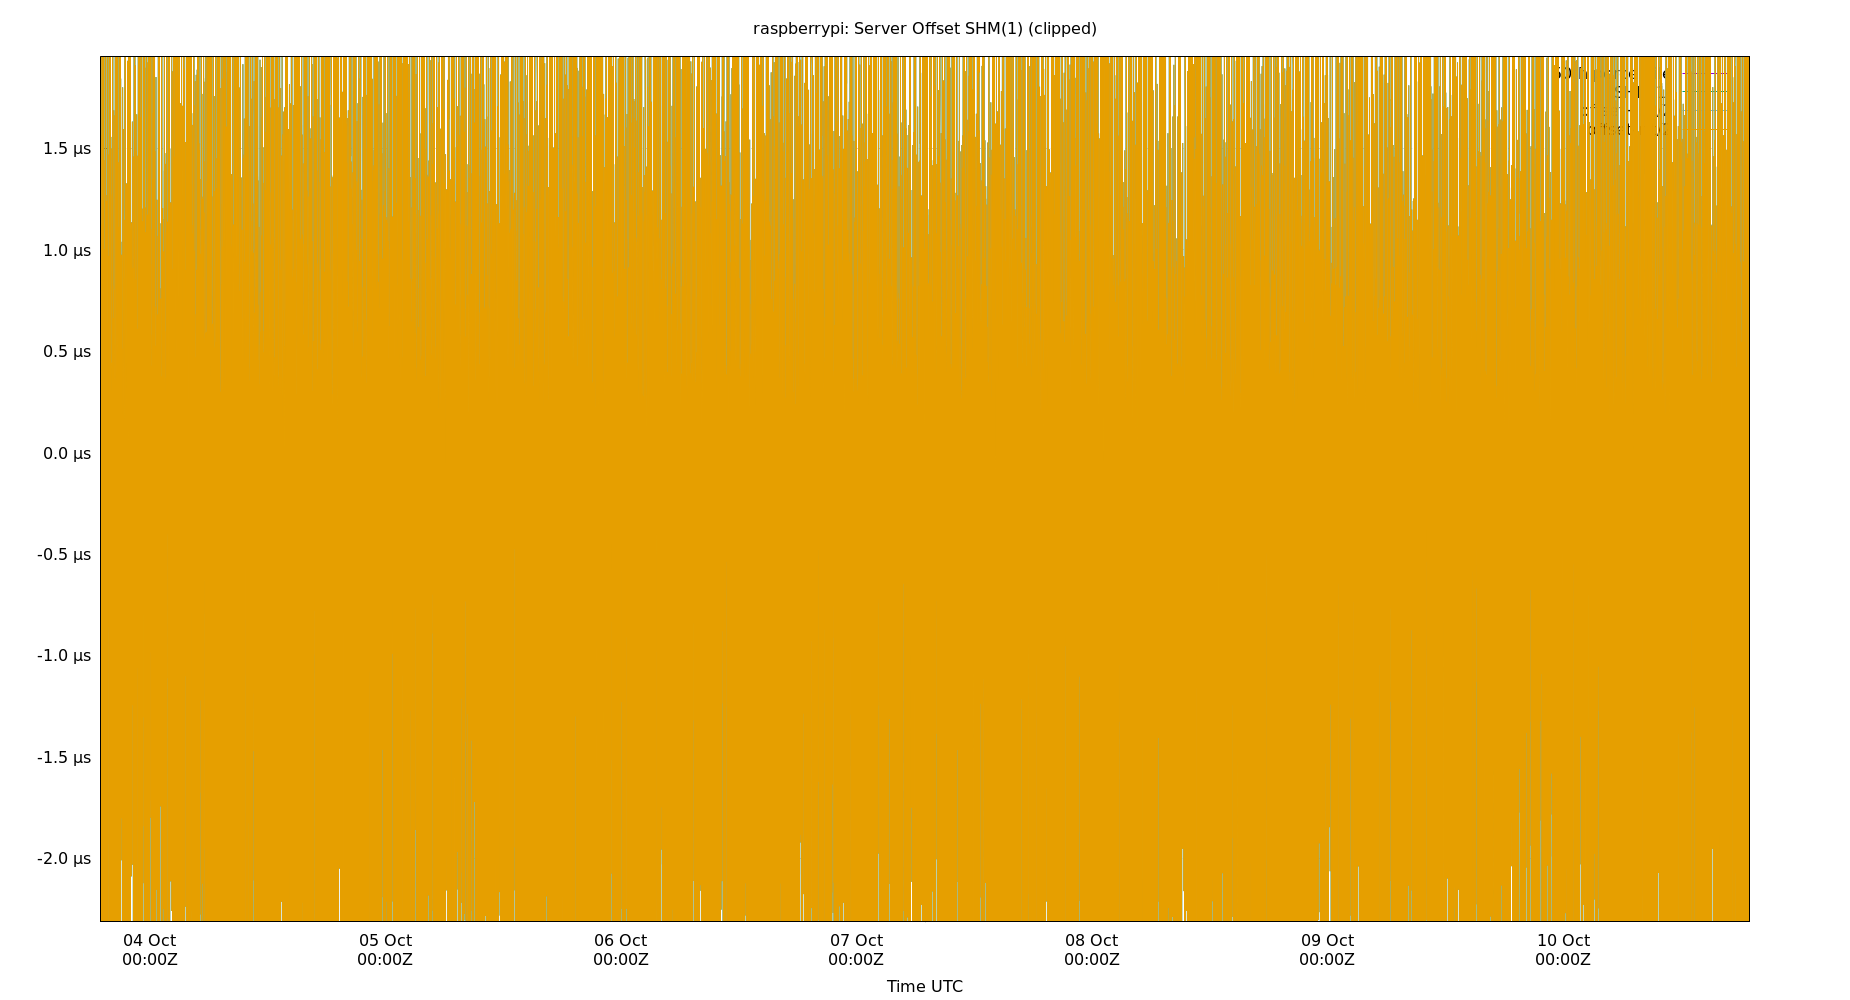 raspberrypi: Server Offset SHM(1) (clipped)
1.5 µs
1.0 µs
0.5 µs
0.0 µs
-0.5 µs
-1.0 µs
-1.5 µs
-2.0 µs
04 Oct 05 Oct 06 Oct 07 Oct 08 Oct 09 Oct 10 Oct
00:00Z 00:00Z 00:00Z 00:00Z 00:00Z 00:00Z 00:00Z
Time UTC